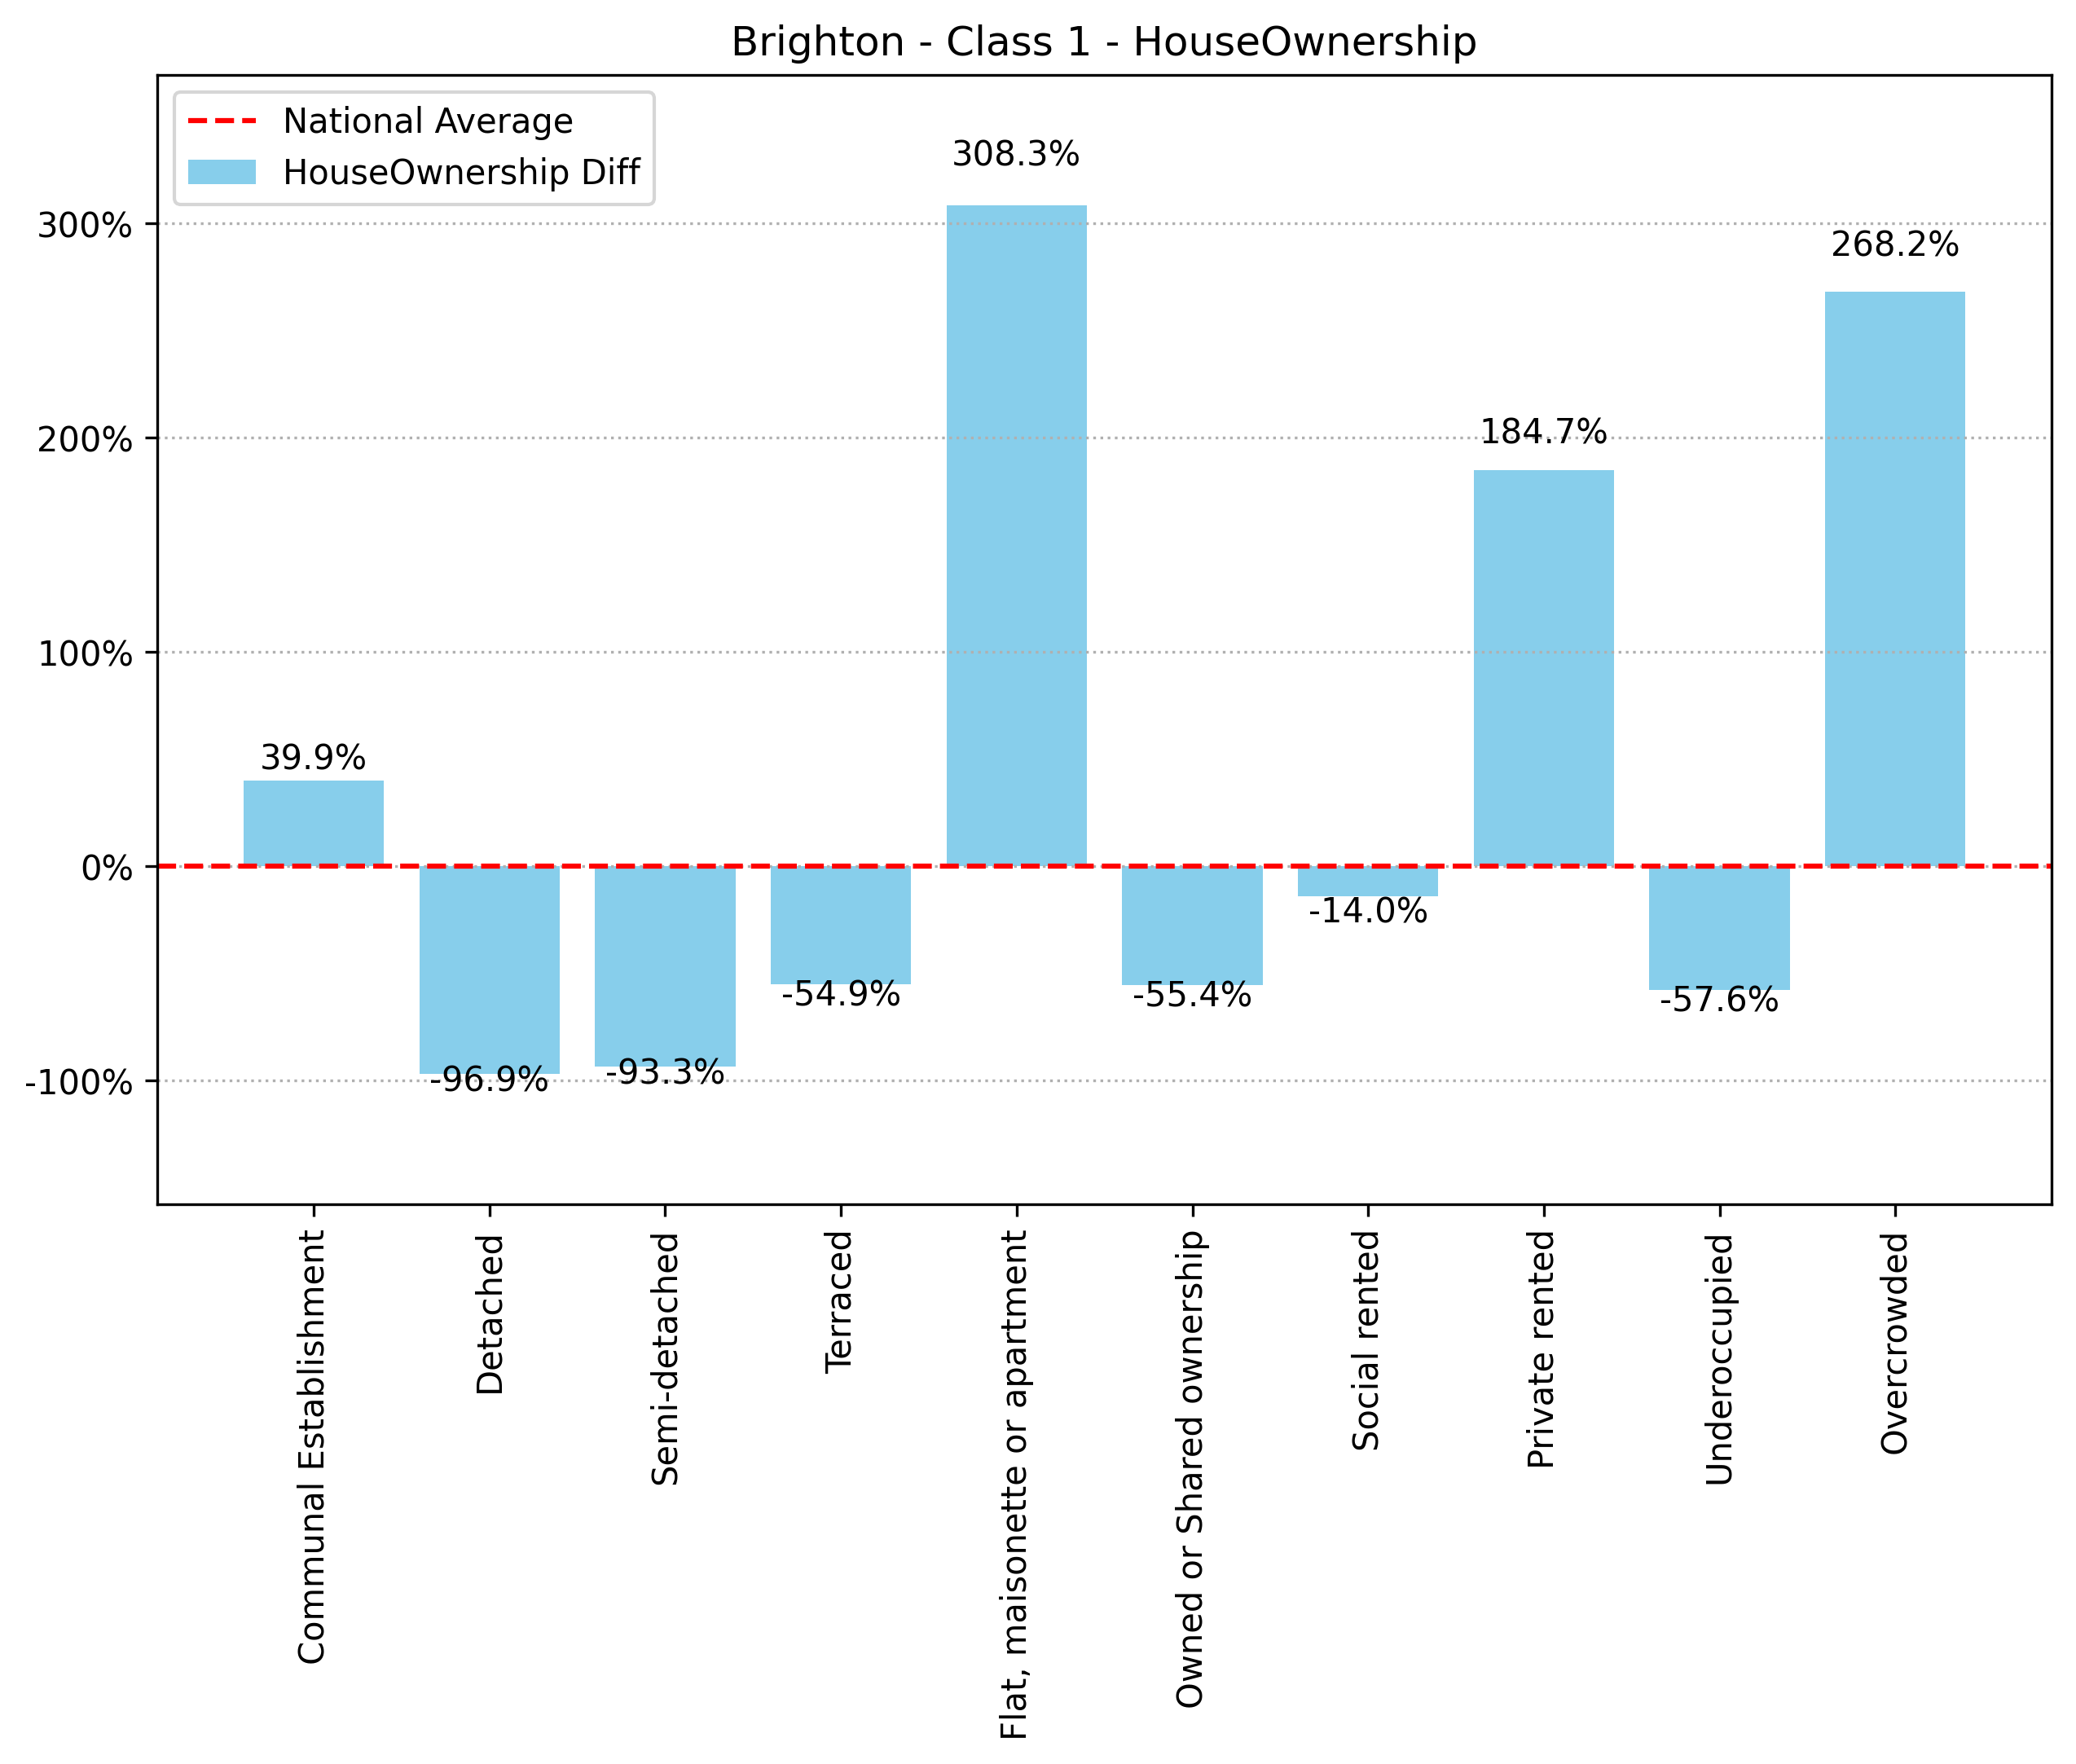 Brighton - Class 1 - HouseOwnership
National Average
HouseOwnership Diff
300%
200%
100%
0%
-100%
39.9%
-96.9%
-93.3%
-54.9%
308.3%
-55.4%
-14.0%
184.7%
-57.6%
268.2%
Communal Establishment
Detached
Semi-detached
Terraced
Flat, maisonette or apartment
Owned or Shared ownership
Social rented
Private rented
Underoccupied
Overcrowded